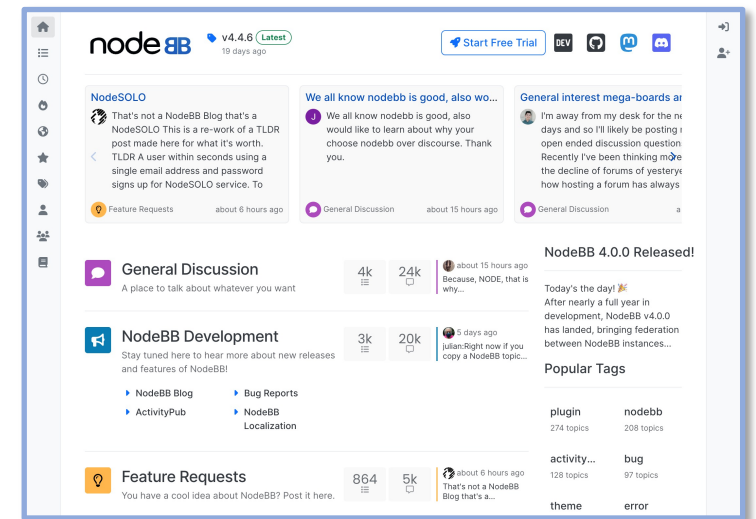 nodeBB
v4.4.6 Latest
19 days ago
Start Free Trial
DEV
NodeSOLO
That's not a NodeBB Blog that's a
NodeSOLO This is a re-work of a TLDR
post made here for what it's worth.
TLDR A user within seconds using a
single email address and password
signs up for NodeSOLO service. To
Feature Requests
about 6 hours ago
We all know nodebb is good, also wo...
J
We all know nodebb is good, also
would like to learn about why your
choose nodebb over discourse. Thank
you.
General Discussion
about 15 hours ago
General interest mega-boards ar
I'm away from my desk for the ne
days and so I'll likely be posting
open ended discussion question
Recently I've been thinking more
the decline of forums of yesterye
how hosting a forum has always
General Discussion
a
General Discussion
A place to talk about whatever you want
4k
24k
about 15 hours ago
Because, NODE, that is
why...
NodeBB Development
Stay tuned here to hear more about new releases
and features of NodeBB!
NodeBB Blog
Bug Reports
ActivityPub
NodeBB
Localization
3k
20k
5 days ago
julian:Right now if you
copy a NodeBB topic...
Feature Requests
You have a cool idea about NodeBB? Post it here.
864
5k
about 6 hours ago
That's not a NodeBB
Blog that's a...
NodeBB 4.0.0 Released!
Today's the day! 🎉
After nearly a full year in
development, NodeBB v4.0.0
has landed, bringing federation
between NodeBB instances...
Popular Tags
plugin
274 topics
nodebb
208 topics
activity...
128 topics
bug
97 topics
theme
error